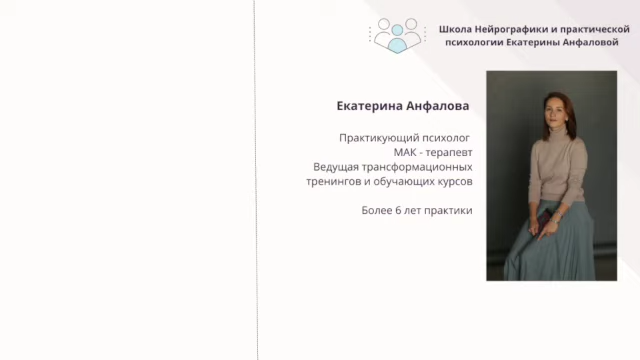 Школа Нейрографики и практической
психологии Екатерины Анфаловой
Екатерина Анфалова
Практикующий психолог
МАК - терапевт
Ведущая трансформационных
тренингов и обучающих курсов
Более 6 лет практики